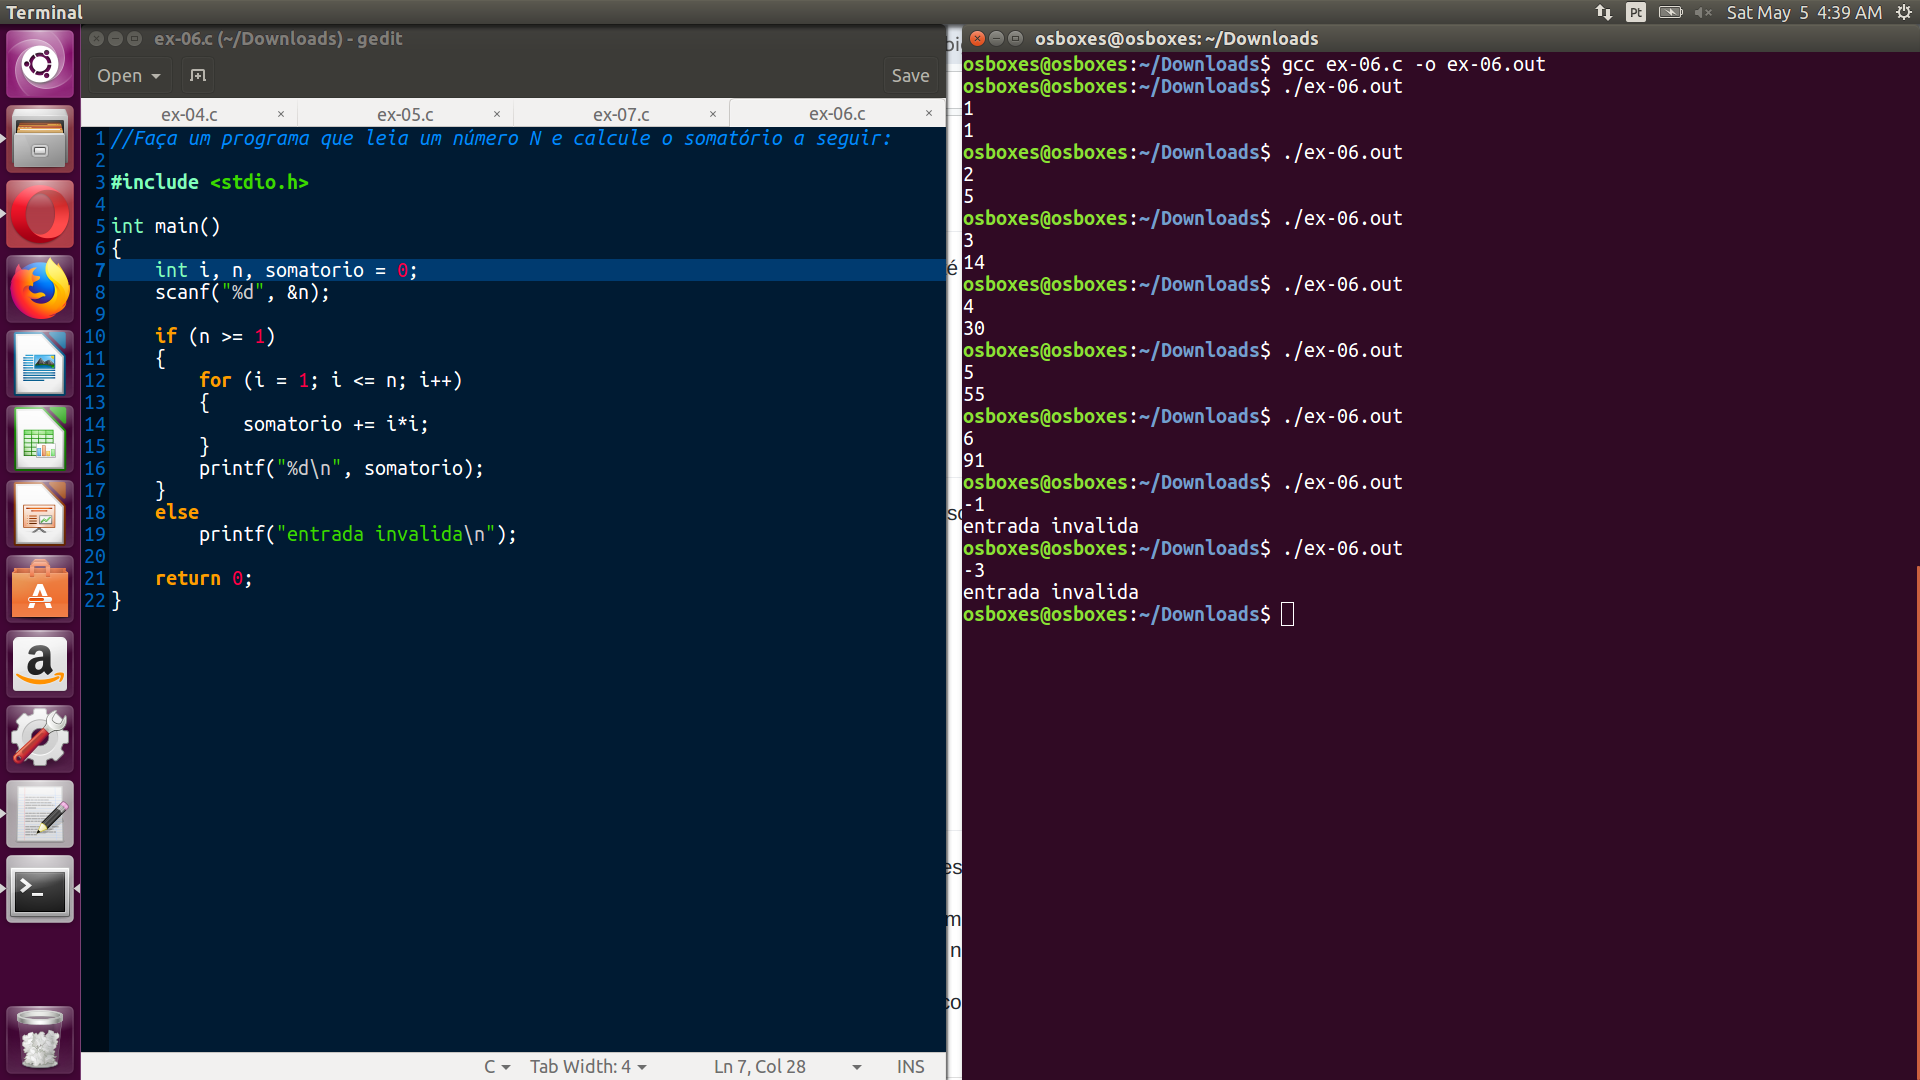 Terminal
Pt
Sat May 5 4:39 AM
ex-06.c (~/Downloads) - gedit
Open
Save
ex-04.c
ex-05.c
ex-07.c
ex-06.c
1 //Faça um programa que leia um número N e calcule o somatório a seguir:
2
3 #include <stdio.h>
4
5 int main()
6 {
7     int i, n, somatorio = 0;
8     scanf("%d", &n);
9
10     if (n >= 1)
11     {
12         for (i = 1; i <= n; i++)
13         {
14             somatorio += i*i;
15         }
16         printf("%d\n", somatorio);
17     }
18     else
19         printf("entrada invalida\n");
20
21     return 0;
22 }
C
Tab Width: 4
Ln 7, Col 28
INS
é
es
m
n
co
osboxes@osboxes: ~/Downloads
osboxes@osboxes:~/Downloads$ gcc ex-06.c -o ex-06.out
osboxes@osboxes:~/Downloads$ ./ex-06.out
1
1
osboxes@osboxes:~/Downloads$ ./ex-06.out
2
5
osboxes@osboxes:~/Downloads$ ./ex-06.out
3
14
osboxes@osboxes:~/Downloads$ ./ex-06.out
4
30
osboxes@osboxes:~/Downloads$ ./ex-06.out
5
55
osboxes@osboxes:~/Downloads$ ./ex-06.out
6
91
osboxes@osboxes:~/Downloads$ ./ex-06.out
-1
entrada invalida
osboxes@osboxes:~/Downloads$ ./ex-06.out
-3
entrada invalida
osboxes@osboxes:~/Downloads$